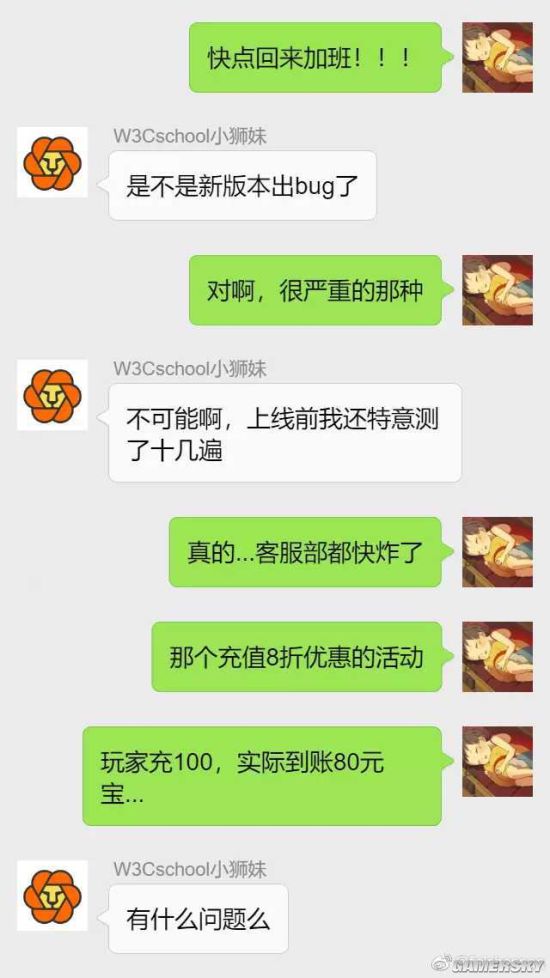 快点回来加班！！！
W3Cschool小狮妹
是不是新版本出bug了
对啊，很严重的那种
W3Cschool小狮妹
不可能啊，上线前我还特意测
了十几遍
真的...客服部都快炸了
那个充值8折优惠的活动
玩家充100，实际到账80元
宝...
W3Cschool小狮妹
有什么问题么
GAMERSKY